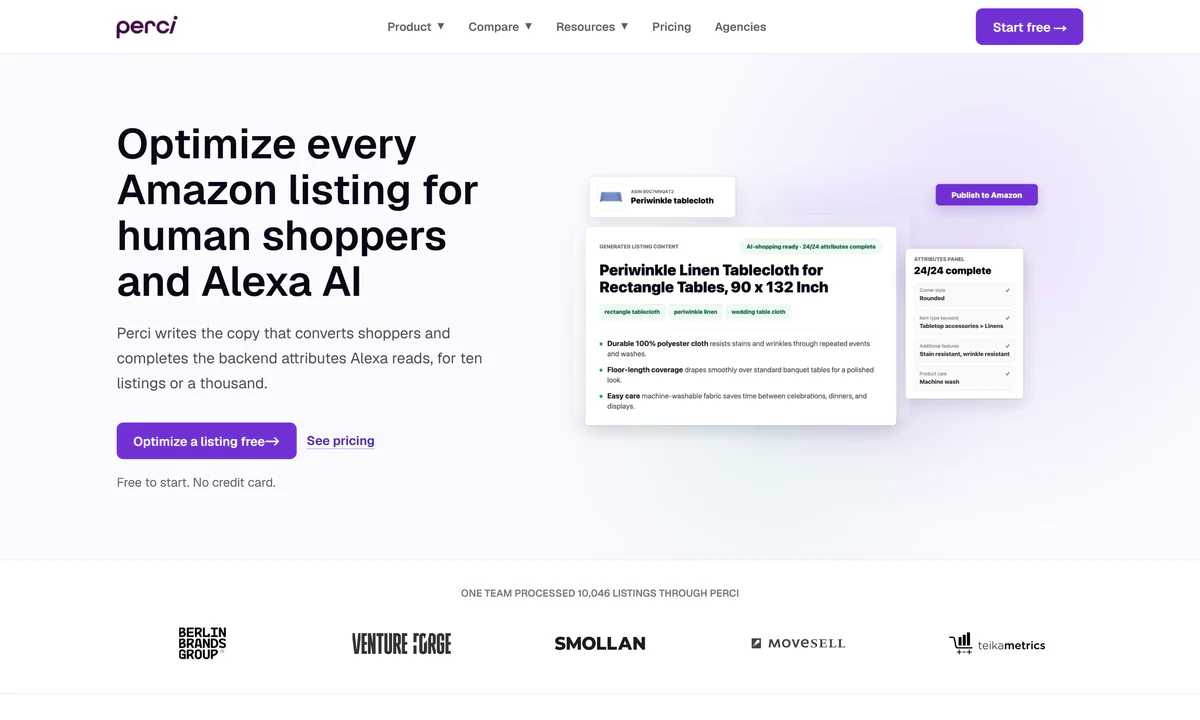 perci
Product ▼
Compare ▼
Resources ▼
Pricing
Agencies
Start free →
Optimize every
Amazon listing for
human shoppers
and Alexa AI
Perci writes the copy that converts shoppers and
completes the backend attributes Alexa reads, for ten
listings or a thousand.
Optimize a listing free→
See pricing
Free to start. No credit card.
Periwinkle tablecloth
Publish to Amazon
GENERATED LISTING CONTENT
AI-shopping ready · 24/24 attributes complete
Periwinkle Linen Tablecloth for
Rectangle Tables, 90 x 132 Inch
rectangle tablecloth
periwinkle linen
wedding table cloth
• Durable 100% polyester cloth resists stains and wrinkles through repeated events
and washes.
• Floor-length coverage drapes smoothly over standard banquet tables for a polished
look.
• Easy care machine-washable fabric saves time between celebrations, dinners, and
displays.
ATTRIBUTES PANEL
24/24 complete
Corner style
Rounded
Item type keyword
Tabletop accessories > Linens
Additional features
Stain resistant, wrinkle resistant
Product care
Machine wash
ONE TEAM PROCESSED 10,046 LISTINGS THROUGH PERCI
BERLIN
BRANDS
GROUP
VENTURE FORGE
SMOLLAN
MOVeSELL
teikametrics